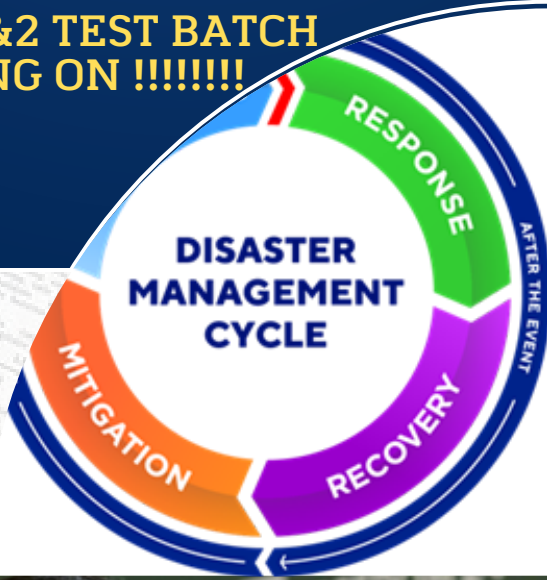 &2 TEST BATCH
NG ON !!!!!!!!
RESPONSE
DISASTER
MANAGEMENT
CYCLE
AFTER THE EVENT
MITIGATION
RECOVERY